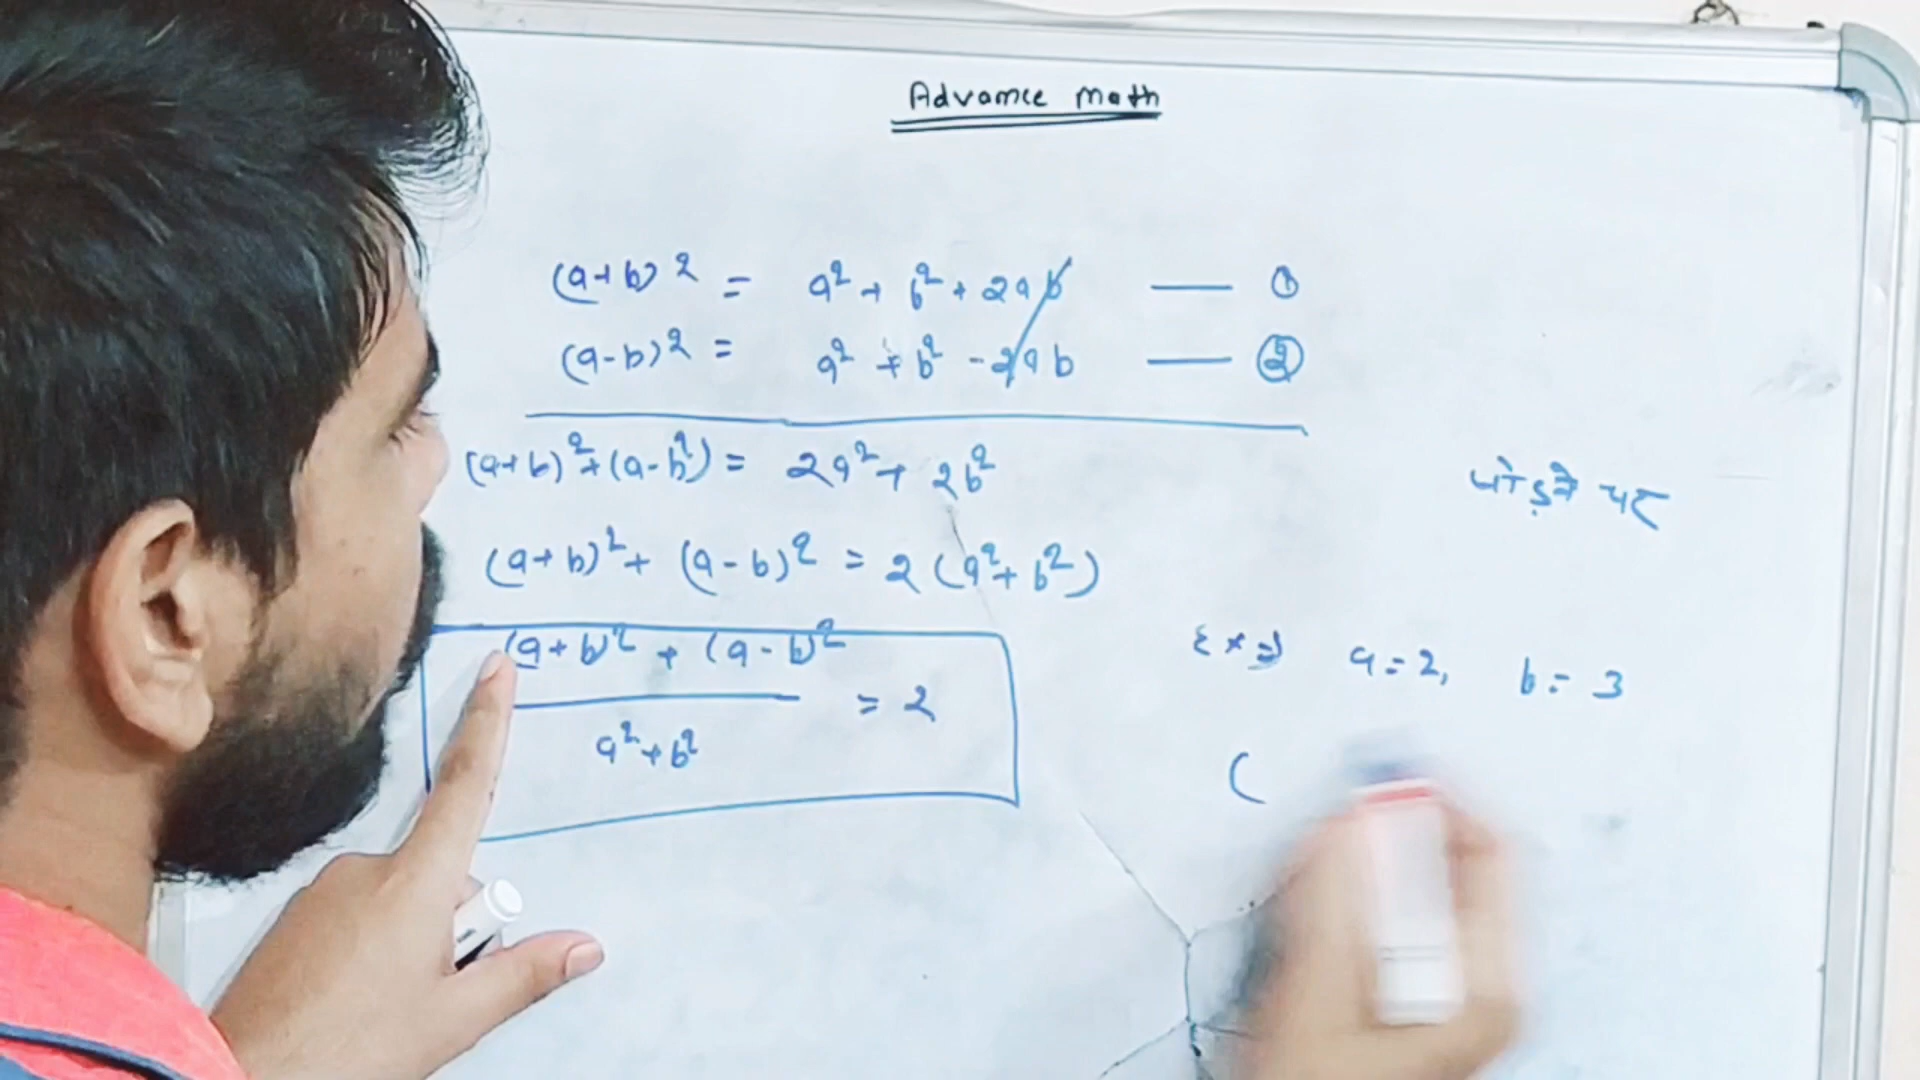 Advance Math
(a+b)² = a² + b² + 2ab —— ①
(a-b)² = a² + b² - 2ab —— ②
(a+b)² + (a-b²) = 2a² + 2b²
जोड़ने पर
(a+b)² + (a-b)² = 2(a² + b²)
(a+b)² + (a-b)²
a² + b²
= 2
Ex ⇒ a = 2, b = 3
(